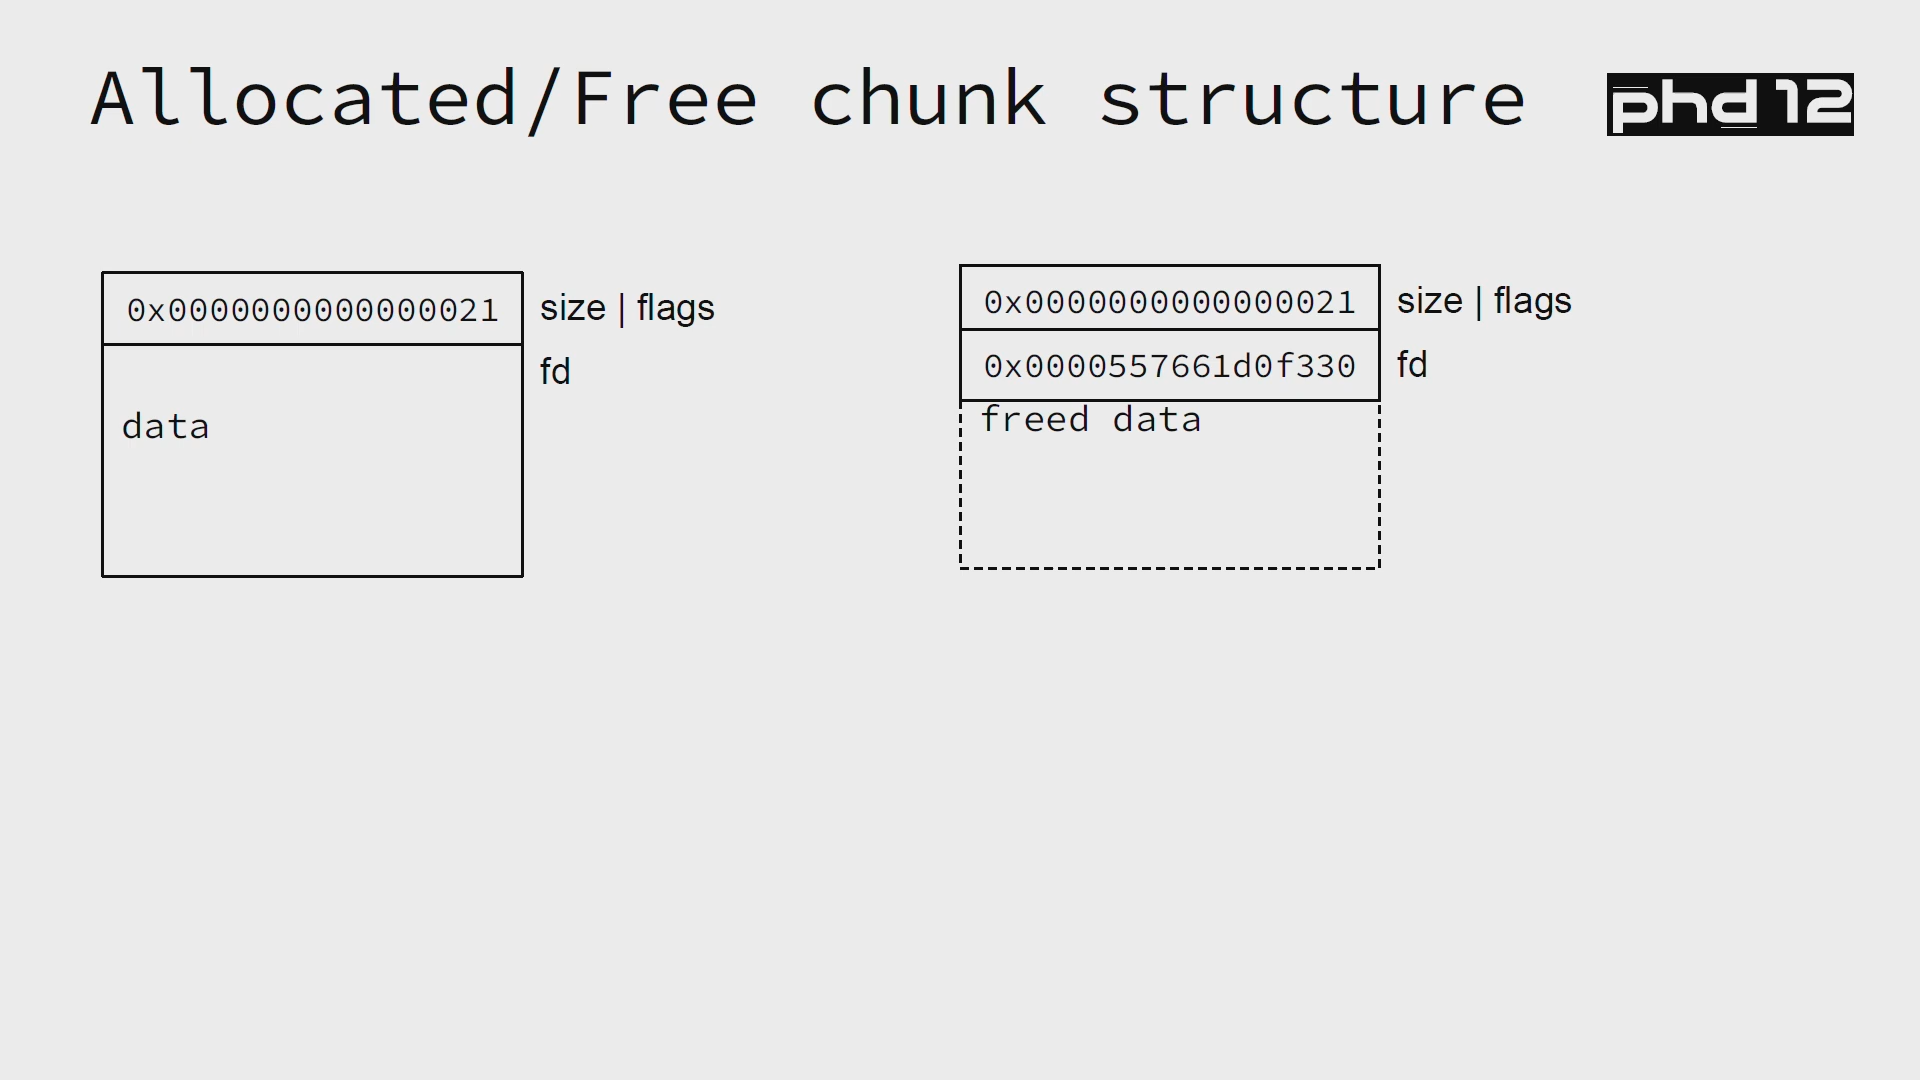 Allocated/Free chunk structure
phd 12
0x0000000000000021 size | flags
fd
data
0x0000000000000021 size | flags
0x0000557661d0f330 fd
freed data